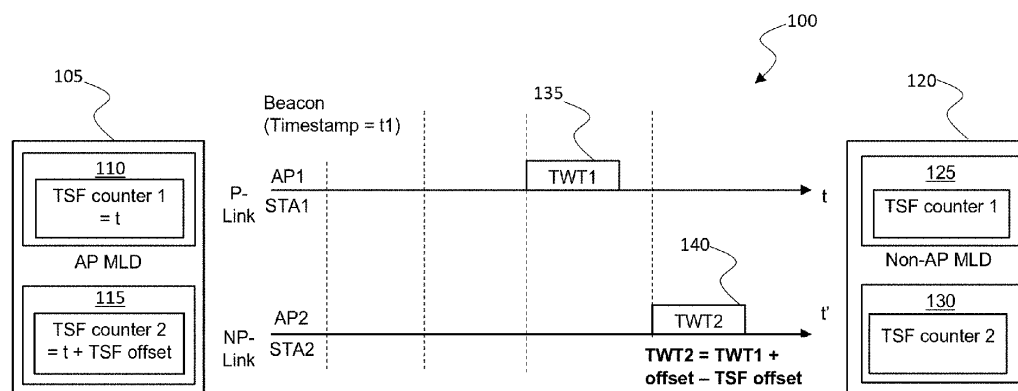 100
105
135
120
Beacon
(Timestamp = t1)
110
TSF counter 1
= t
AP MLD
115
TSF counter 2
= t + TSF offset
P-
Link
AP1
STA1
TWT1
t
140
NP-
Link
AP2
STA2
TWT2
t'
TWT2 = TWT1 +
offset – TSF offset
125
TSF counter 1
Non-AP MLD
130
TSF counter 2